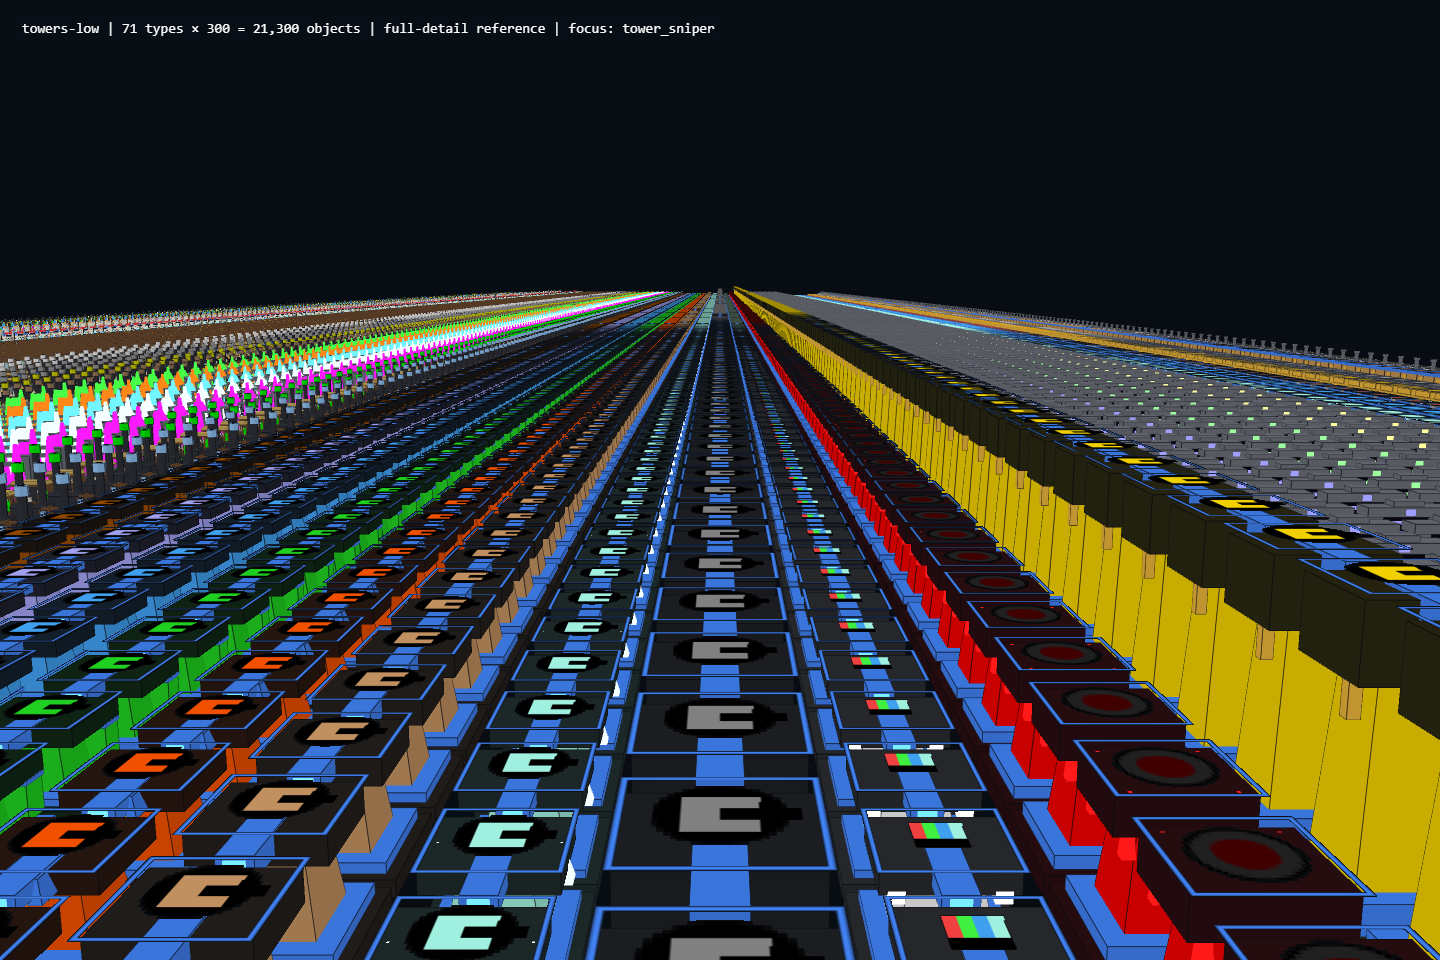 towers-low | 71 types × 300 = 21,300 objects | full-detail reference | focus: tower_sniper